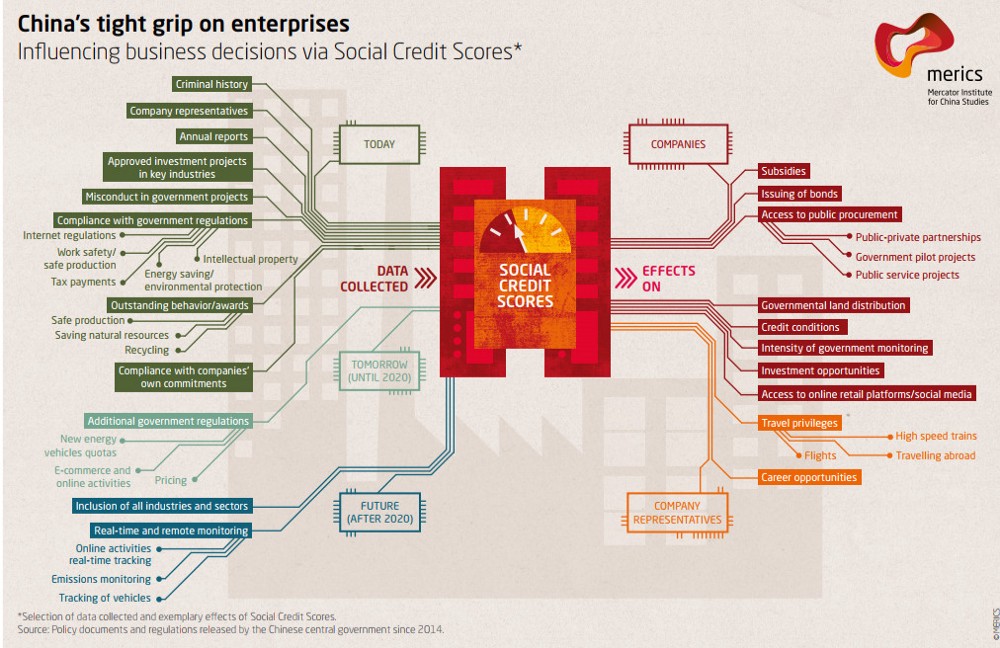 China's tight grip on enterprises
Influencing business decisions via Social Credit Scores*
merics
Mercator Institute
for China Studies
Criminal history
Company representatives
Annual reports
Approved investment projects
in key industries
Misconduct in government projects
Compliance with government regulations
Internet regulations
Work safety/
safe production
Tax payments
Energy saving/
environmental protection
Intellectual property
Outstanding behavior/awards
Safe production
Saving natural resources
Recycling
Compliance with companies'
own commitments
TODAY
DATA
COLLECTED
SOCIAL
CREDIT
SCORES
EFFECTS
ON
TOMORROW
(UNTIL 2020)
Additional government regulations
New energy
vehicles quotas
E-commerce and
online activities
Pricing
Inclusion of all industries and sectors
Real-time and remote monitoring
Online activities
real-time tracking
Emissions monitoring
Tracking of vehicles
FUTURE
(AFTER 2020)
COMPANIES
Subsidies
Issuing of bonds
Access to public procurement
Public-private partnerships
Government pilot projects
Public service projects
Governmental land distribution
Credit conditions
Intensity of government monitoring
Investment opportunities
Access to online retail platforms/social media
Travel privileges
High speed trains
Flights
Travelling abroad
Career opportunities
COMPANY
REPRESENTATIVES
*Selection of data collected and exemplary effects of Social Credit Scores.
Source: Policy documents and regulations released by the Chinese central government since 2014.
© MERICS